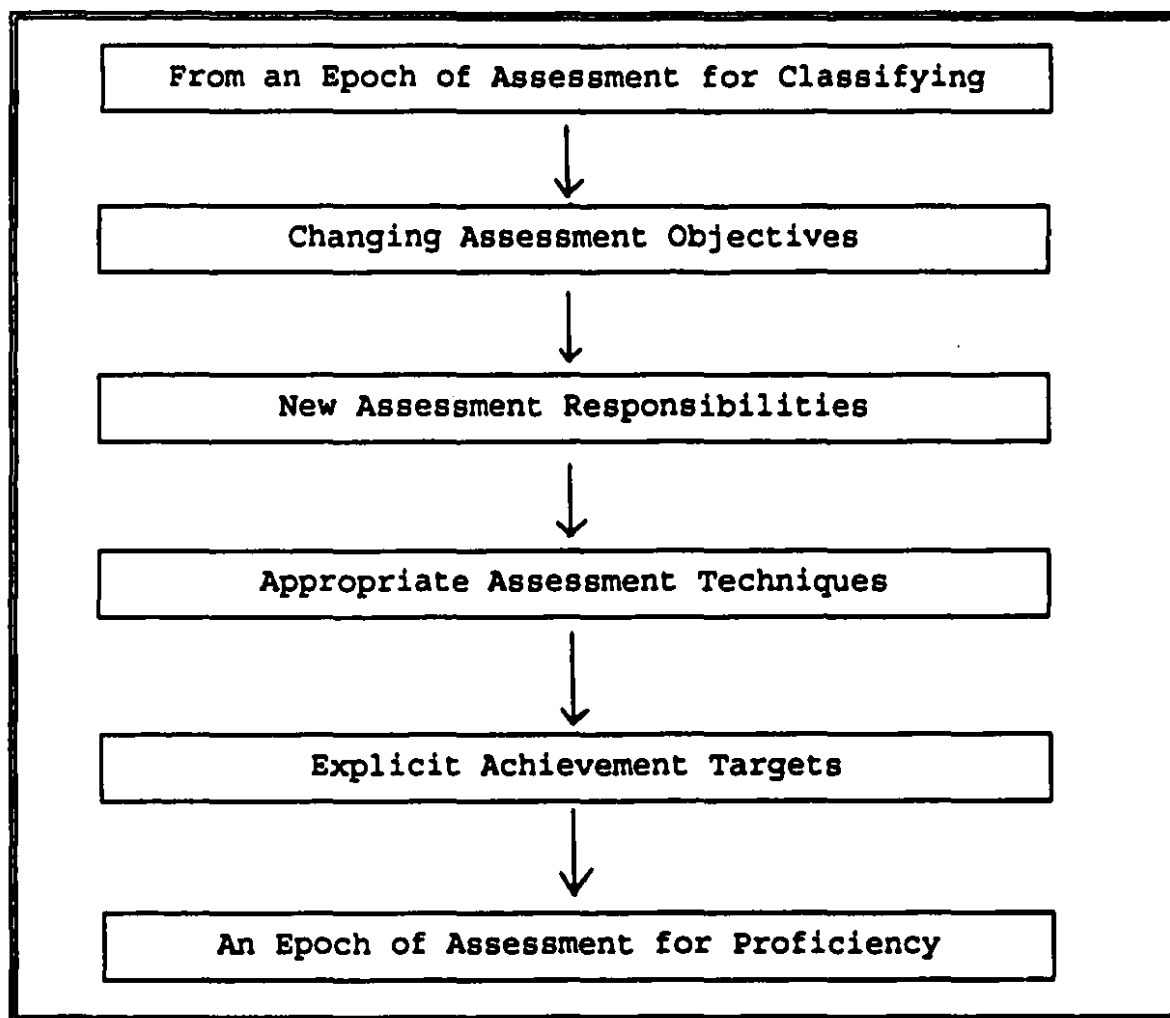 From an Epoch of Assessment for Classifying
Changing Assessment Objectives
New Assessment Responsibilities
Appropriate Assessment Techniques
Explicit Achievement Targets
An Epoch of Assessment for Proficiency